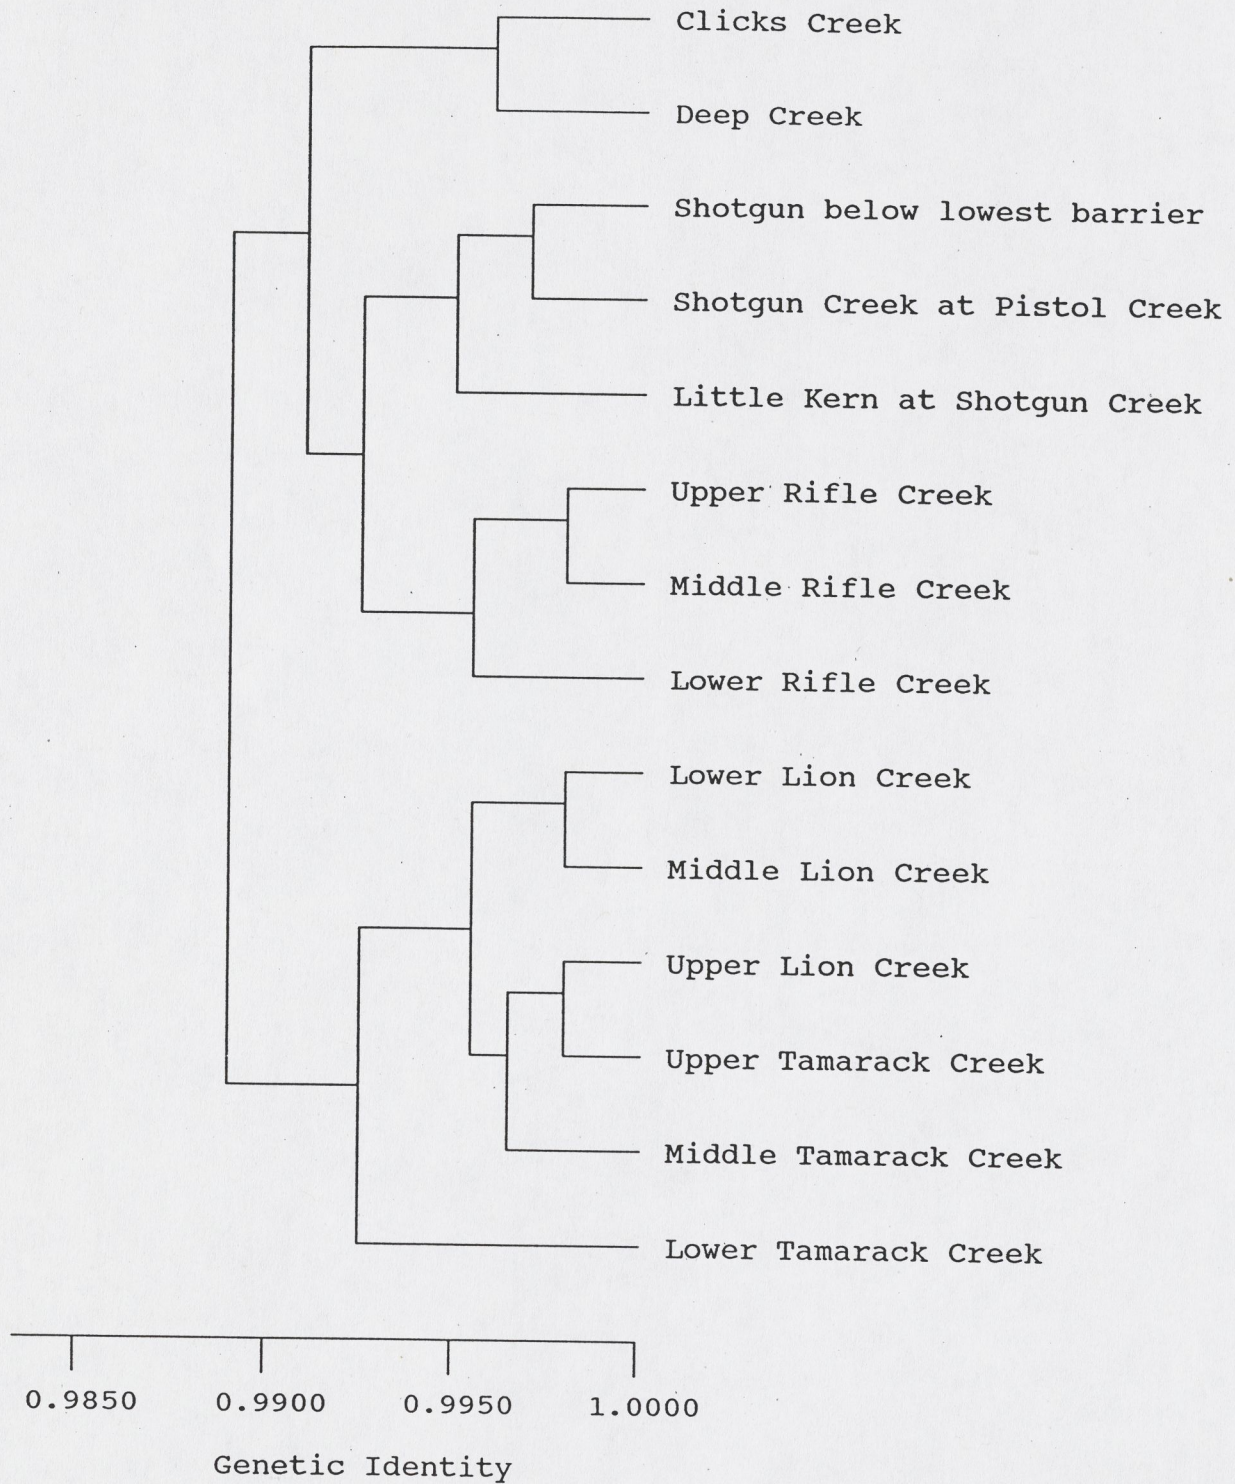 Clicks Creek
Deep Creek
Shotgun below lowest barrier
Shotgun Creek at Pistol Creek
Little Kern at Shotgun Creek
Upper Rifle Creek
Middle Rifle Creek
Lower Rifle Creek
Lower Lion Creek
Middle Lion Creek
Upper Lion Creek
Upper Tamarack Creek
Middle Tamarack Creek
Lower Tamarack Creek
0.9850 0.9900 0.9950 1.0000
Genetic Identity